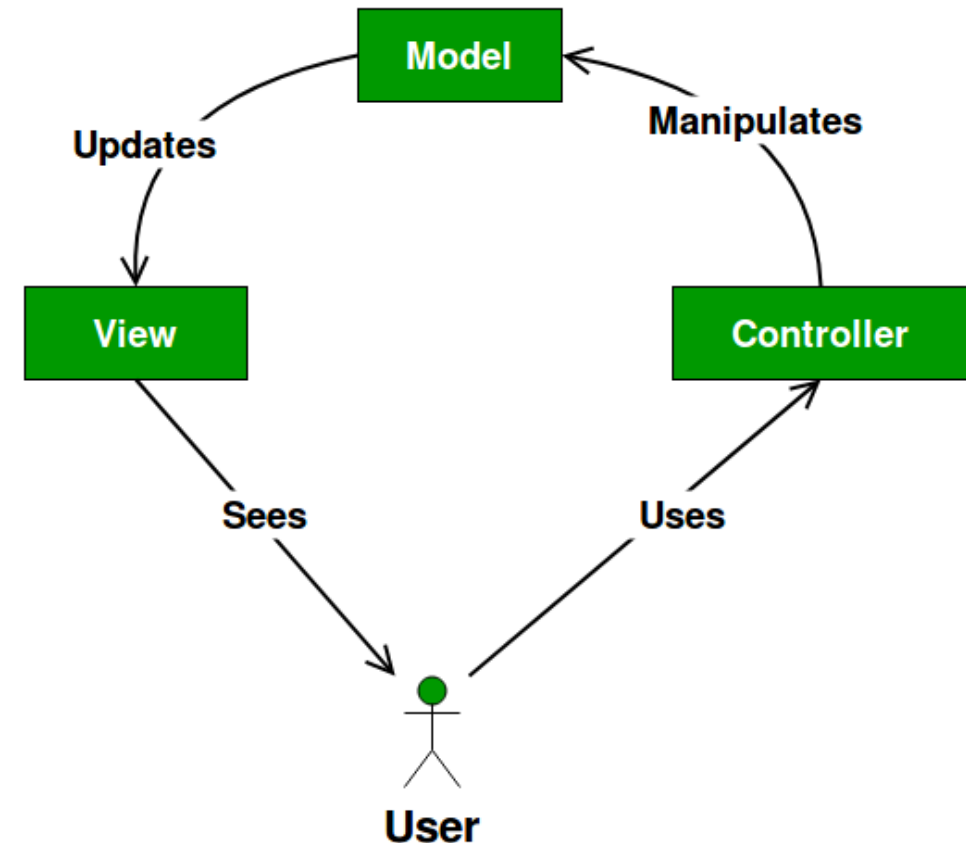 Model
Manipulates
Updates
View
Controller
Sees
Uses
User